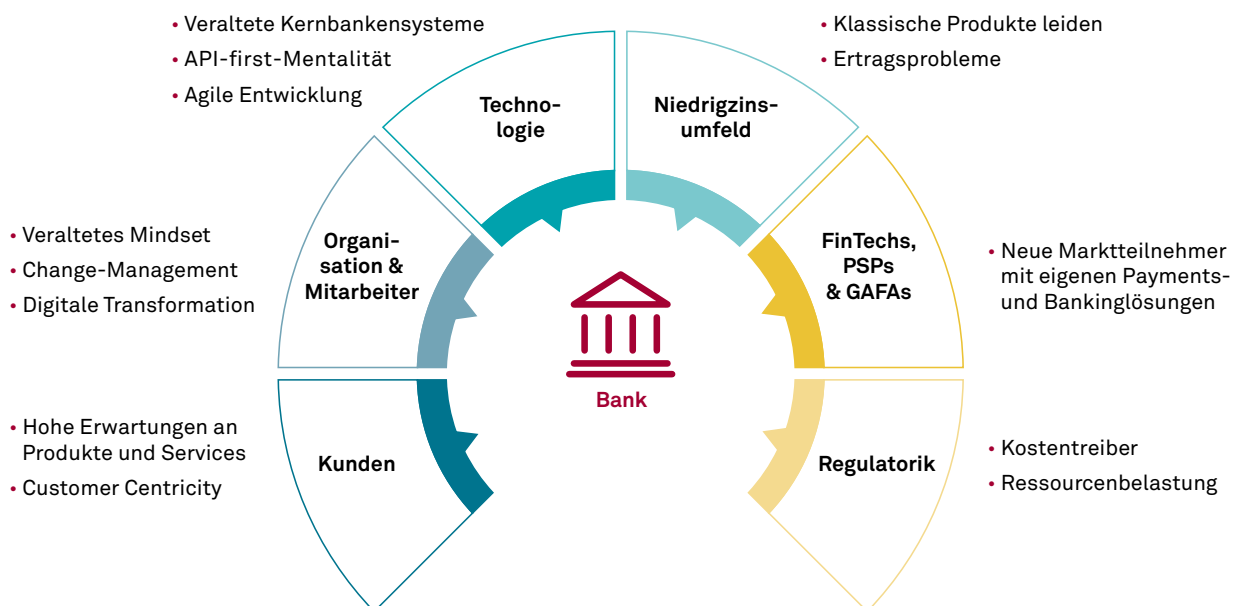 • Veraltete Kernbankensysteme
• API-first-Mentalität
• Agile Entwicklung
• Klassische Produkte leiden
• Ertragsprobleme
Techno-
logie
Niedrigzins-
umfeld
• Veraltetes Mindset
• Change-Management
• Digitale Transformation
Organi-
sation &
Mitarbeiter
FinTechs,
PSPs
& GAFAs
• Neue Marktteilnehmer
mit eigenen Payments-
und Bankinglösungen
Bank
• Hohe Erwartungen an
Produkte und Services
• Customer Centricity
Kunden
Regulatorik
• Kostentreiber
• Ressourcenbelastung